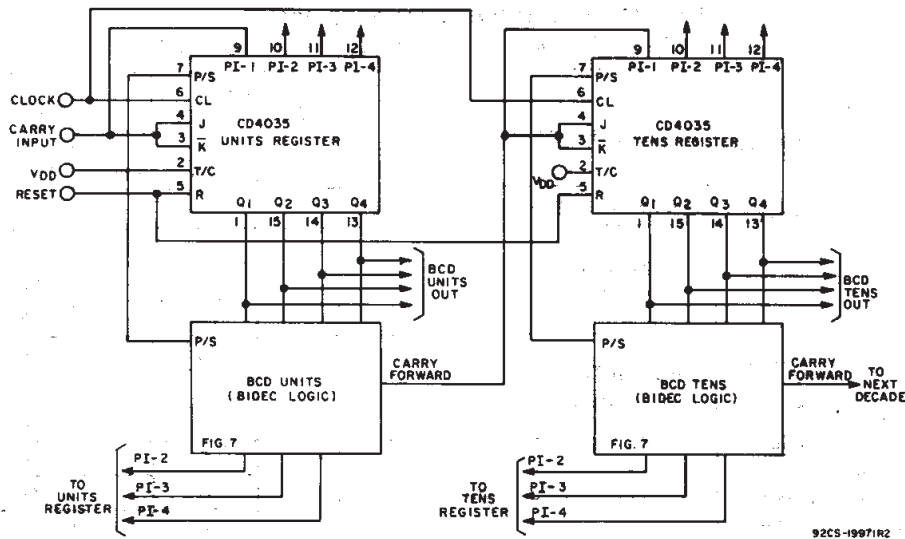 9 10 11 12
PI-1 PI-2 PI-3 PI-4
7 P/S
CLOCK 6 CL
CARRY INPUT
4 J
3 K̅
CD4035
UNITS REGISTER
VDD 2 T/C
RESET 5 R
Q1 Q2 Q3 Q4
1 15 14 13
BCD
UNITS
OUT
P/S
BCD UNITS
(BIDEC LOGIC)
FIG. 7
CARRY
FORWARD
PI-2
PI-3
PI-4
TO
UNITS
REGISTER
9 10 11 12
PI-1 PI-2 PI-3 PI-4
7 P/S
6 CL
4 J
3 K̅
CD4035
TENS REGISTER
VDD 2 T/C
5 R
Q1 Q2 Q3 Q4
1 15 14 13
BCD
TENS
OUT
P/S
BCD TENS
(BIDEC LOGIC)
FIG. 7
CARRY
FORWARD
TO
NEXT
DECADE
PI-2
PI-3
PI-4
TO
TENS
REGISTER
92CS-19971R2